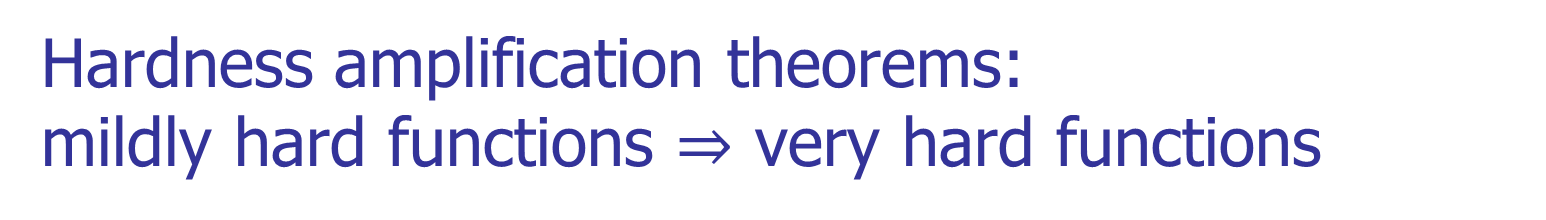 Hardness amplification theorems:
mildly hard functions ⇒ very hard functions